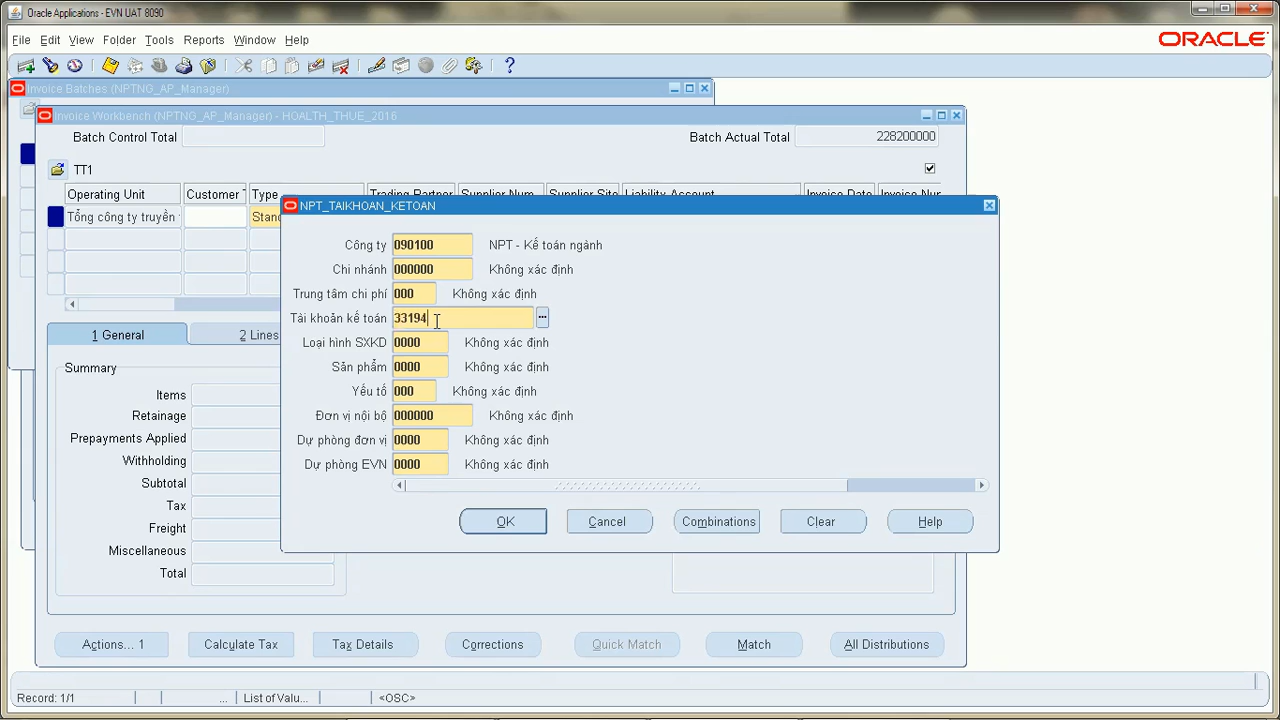 Oracle Applications - EVN UAT 8090
File Edit View Folder Tools Reports Window Help
ORACLE
Invoice Batches (NPTNG_AP_Manager)
Invoice Workbench (NPTNG_AP_Manager) - HOALTH_THUE_2016
Batch Control Total
Batch Actual Total 228200000
TT1
Operating Unit Customer T Type Trading Partner Supplier Num Supplier Site Liability Account Invoice Date Invoice Num
Tổng công ty truyền Stand
NPT_TAIKHOAN_KETOAN
Công ty 090100 NPT - Kế toán ngành
Chi nhánh 000000 Không xác định
Trung tâm chi phí 000 Không xác định
Tài khoản kế toán 33194
Loại hình SXKD 0000 Không xác định
Sản phẩm 0000 Không xác định
Yếu tố 000 Không xác định
Đơn vị nội bộ 000000 Không xác định
Dự phòng đơn vị 0000 Không xác định
Dự phòng EVN 0000 Không xác định
OK Cancel Combinations Clear Help
1 General 2 Lines
Summary
Items
Retainage
Prepayments Applied
Withholding
Subtotal
Tax
Freight
Miscellaneous
Total
Actions... 1 Calculate Tax Tax Details Corrections Quick Match Match All Distributions
Record: 1/1 ... List of Valu... <OSC>